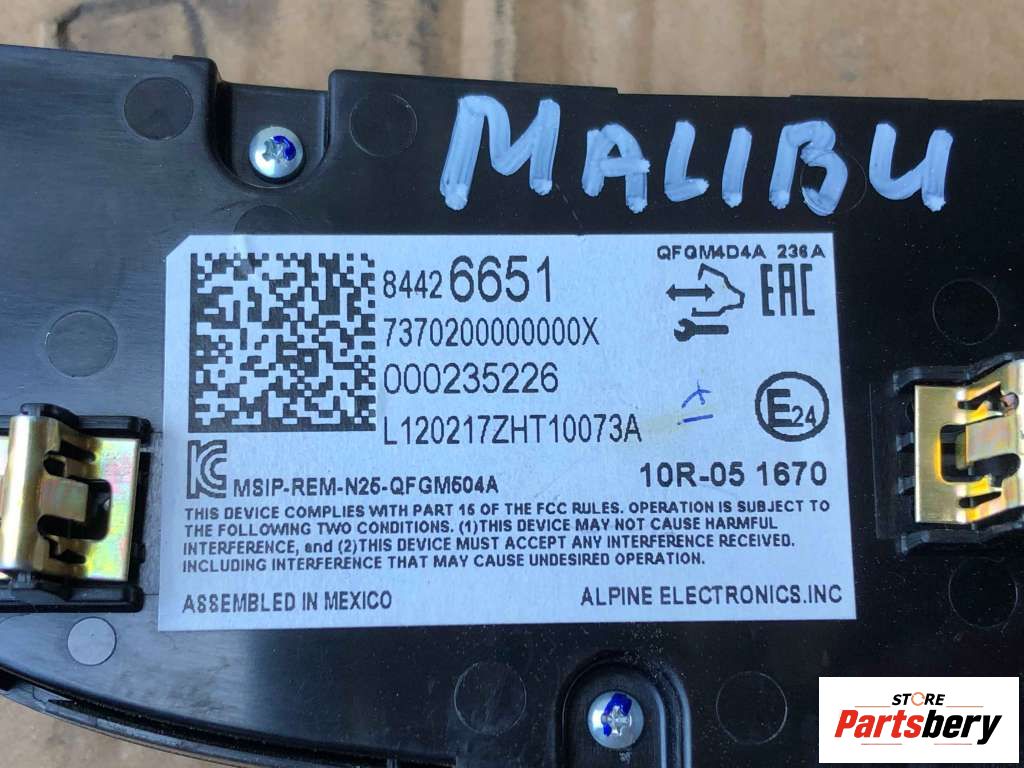 MALIBU
QFGM4D4A 236A
84426651
7370200000000X
EAC
000235226
L120217ZHT10073A
E24
10R-05 1670
MSIP-REM-N25-QFGM504A
THIS DEVICE COMPLIES WITH PART 15 OF THE FCC RULES. OPERATION IS SUBJECT TO
THE FOLLOWING TWO CONDITIONS. (1)THIS DEVICE MAY NOT CAUSE HARMFUL
INTERFERENCE, and (2)THIS DEVICE MUST ACCEPT ANY INTERFERENCE RECEIVED.
INCLUDING INTERFERENCE THAT MAY CAUSE UNDESIRED OPERATION.
ASSEMBLED IN MEXICO
ALPINE ELECTRONICS.INC
STORE
Partsbery